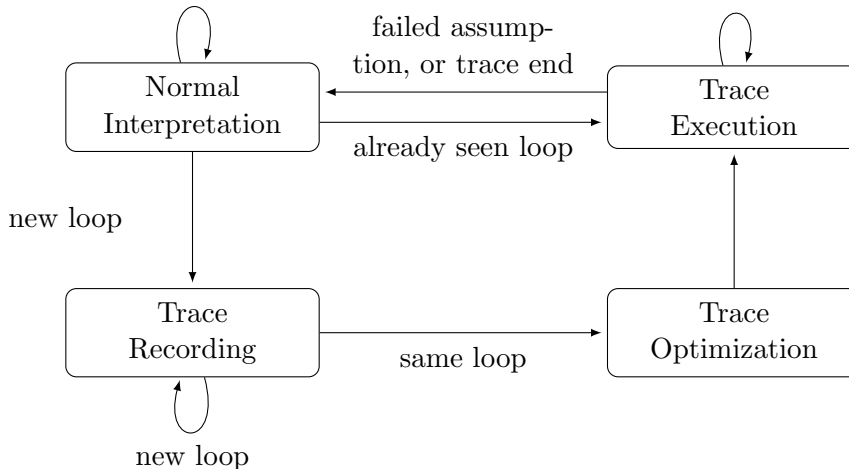 failed assump-
tion, or trace end
Normal
Interpretation
Trace
Execution
already seen loop
new loop
Trace
Recording
same loop
Trace
Optimization
new loop